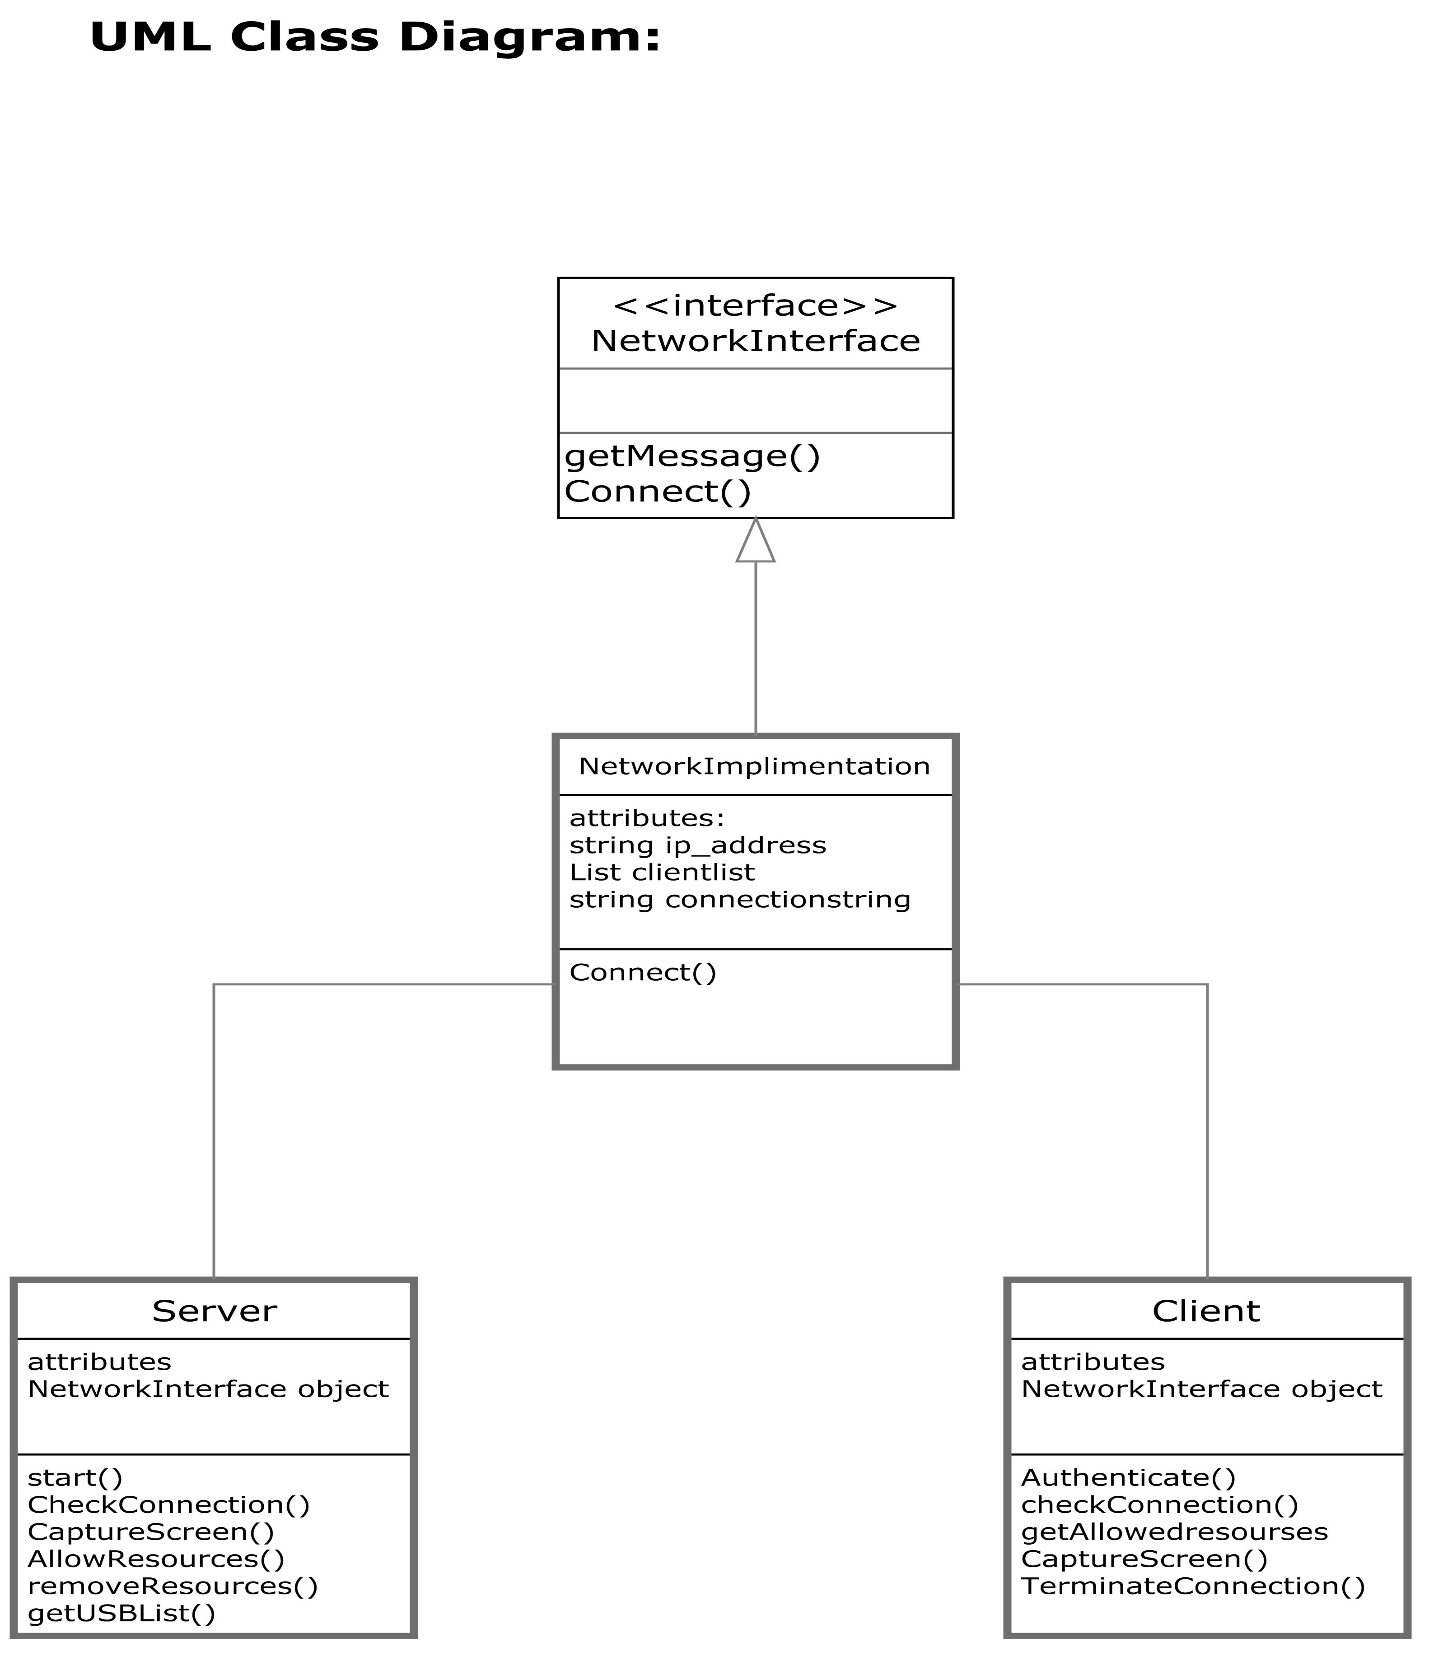 UML Class Diagram:
<<interface>>
NetworkInterface
getMessage()
Connect()
NetworkImplimentation
attributes:
string ip_address
List clientlist
string connectionstring
Connect()
Server
attributes
NetworkInterface object
start()
CheckConnection()
CaptureScreen()
AllowResources()
removeResources()
getUSBList()
Client
attributes
NetworkInterface object
Authenticate()
checkConnection()
getAllowedresourses
CaptureScreen()
TerminateConnection()